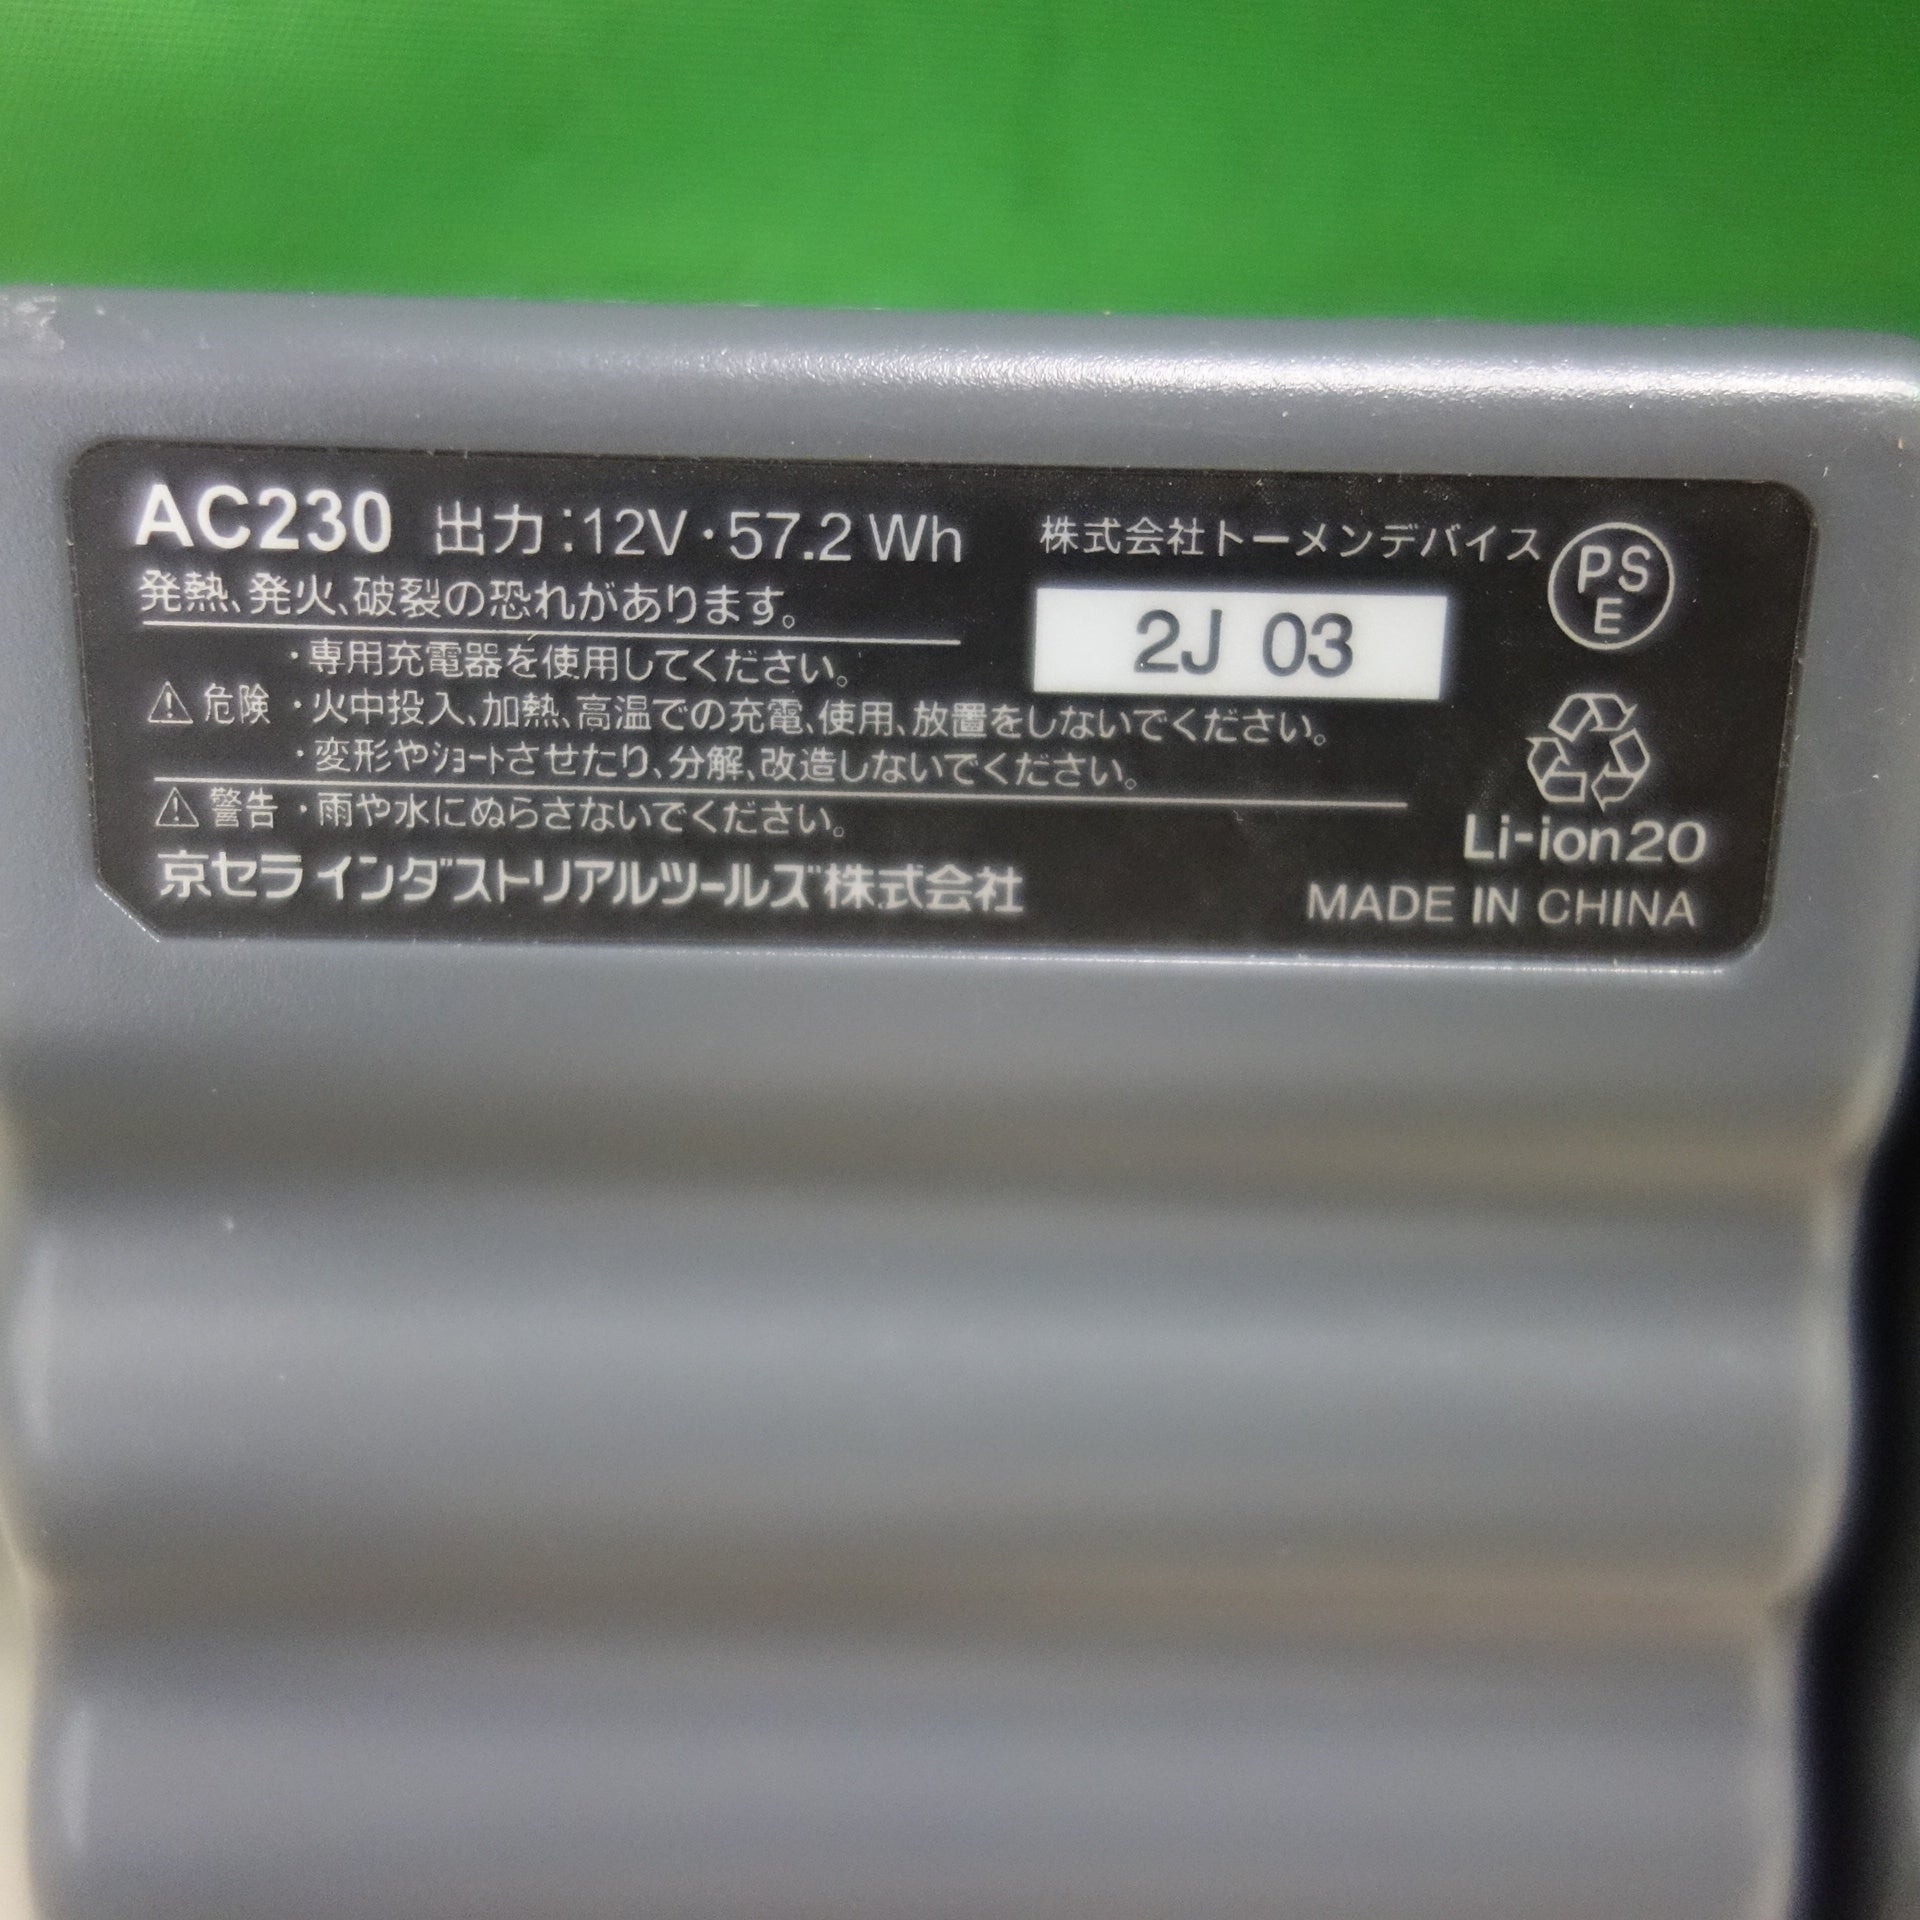 AC230 出力:12V・57.2Wh
発熱、発火、破裂の恐れがあります。
・専用充電器を使用してください。
⚠危険・火中投入、加熱、高温での充電、使用、放置をしないでください。
・変形やショートさせたり、分解、改造しないでください。
⚠警告・雨や水にぬらさないでください。
京セラインダストリアルツールズ株式会社
株式会社トーメンデバイス
PS
E
2J 03
Li-ion20
MADE IN CHINA